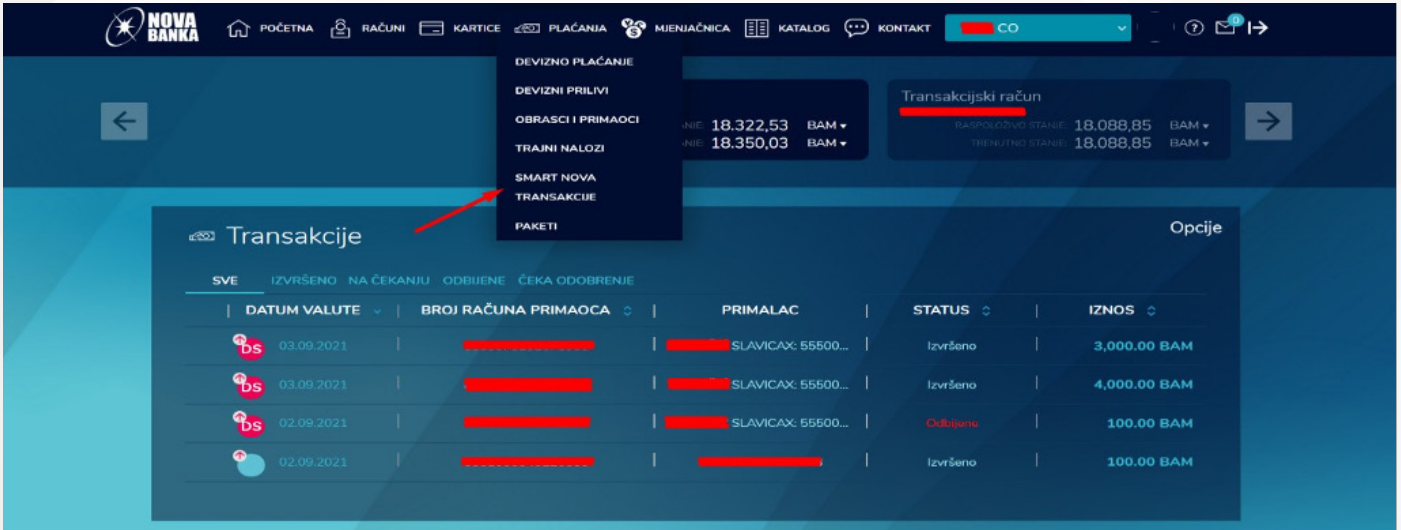 NOVA
BANKA
POČETNA RAČUNI KARTICE PLAĆANJA MJENJAČNICA KATALOG KONTAKT CO ? 0
DEVIZNO PLAĆANJE
DEVIZNI PRILIVI
OBRASCI I PRIMAOCI
TRAJNI NALOZI
SMART NOVA
TRANSAKCIJE
PAKETI
18.322,53 BAM
18.350,03 BAM
Transakcijski račun
RASPOLOŽIVO STANJE: 18.088,85 BAM
TRENUTNO STANJE: 18.088,85 BAM
Transakcije Opcije
SVE IZVRŠENO NA ČEKANJU ODBIJENE ČEKA ODOBRENJE
DATUM VALUTE BROJ RAČUNA PRIMAOCA PRIMALAC STATUS IZNOS
bs 03.09.2021 SLAVICAX: 55500... Izvršeno 3,000.00 BAM
bs 03.09.2021 SLAVICAX: 55500... Izvršeno 4,000.00 BAM
bs 02.09.2021 SLAVICAX: 55500... Odbijeno 100.00 BAM
02.09.2021 Izvršeno 100.00 BAM